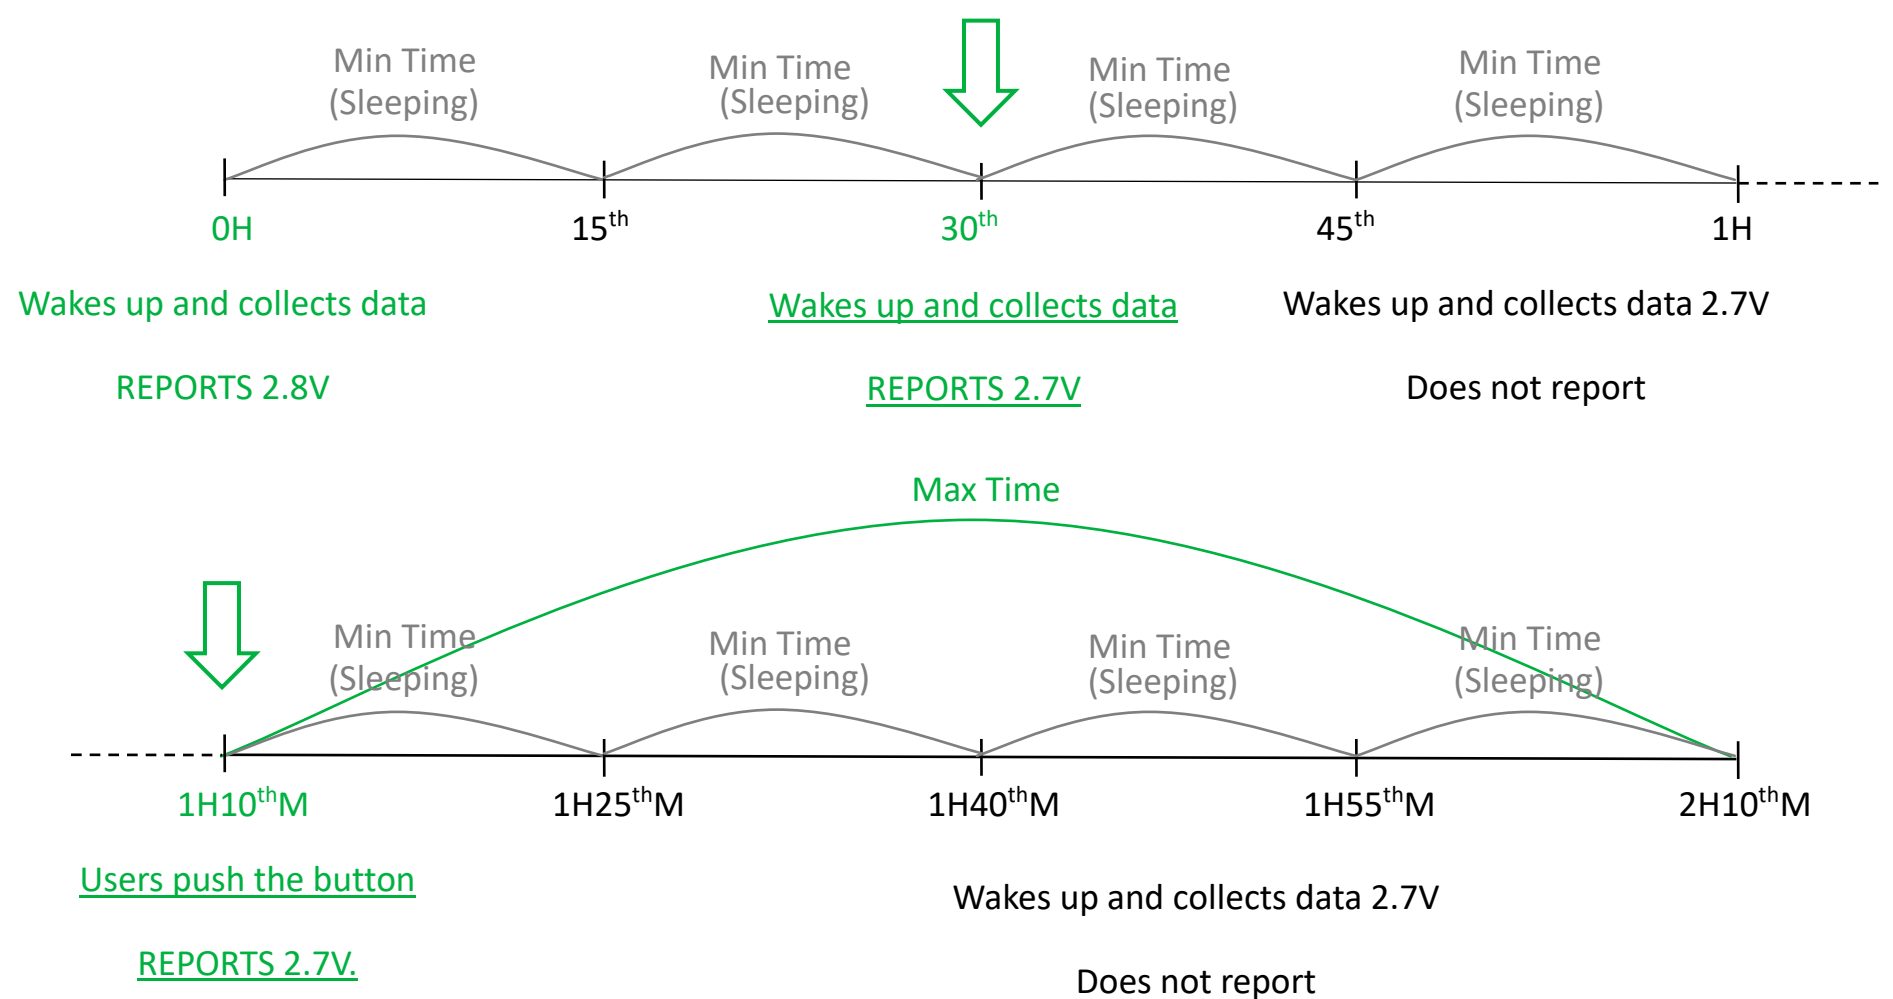 Min Time
(Sleeping)
Min Time
(Sleeping)
Min Time
(Sleeping)
Min Time
(Sleeping)
0H
15th
30th
45th
1H
Wakes up and collects data
Wakes up and collects data
Wakes up and collects data 2.7V
REPORTS 2.8V
REPORTS 2.7V
Does not report
Max Time
Min Time
(Sleeping)
Min Time
(Sleeping)
Min Time
(Sleeping)
Min Time
(Sleeping)
1H10thM
1H25thM
1H40thM
1H55thM
2H10thM
Users push the button
Wakes up and collects data 2.7V
REPORTS 2.7V.
Does not report